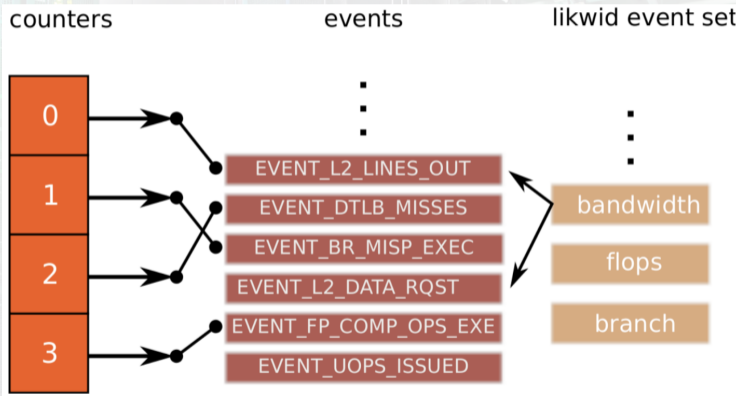 counters
events
likwid event set
0
1
2
3
EVENT_L2_LINES_OUT
EVENT_DTLB_MISSES
EVENT_BR_MISP_EXEC
EVENT_L2_DATA_RQST
EVENT_FP_COMP_OPS_EXE
EVENT_UOPS_ISSUED
bandwidth
flops
branch